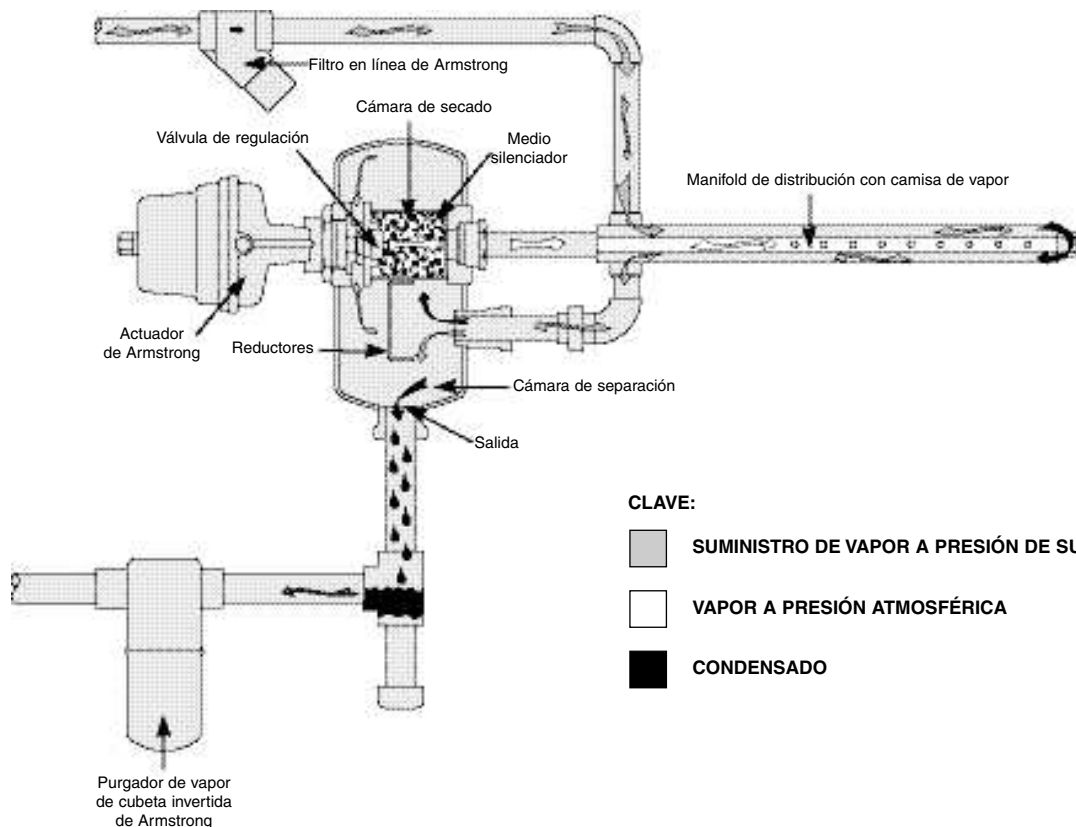 Filtro en línea de Armstrong
Cámara de secado
Válvula de regulación
Medio
silenciador
Manifold de distribución con camisa de vapor
Actuador
de Armstrong
Reductores
Cámara de separación
Salida
CLAVE:
SUMINISTRO DE VAPOR A PRESIÓN DE SU
VAPOR A PRESIÓN ATMOSFÉRICA
CONDENSADO
Purgador de vapor
de cubeta invertida
de Armstrong